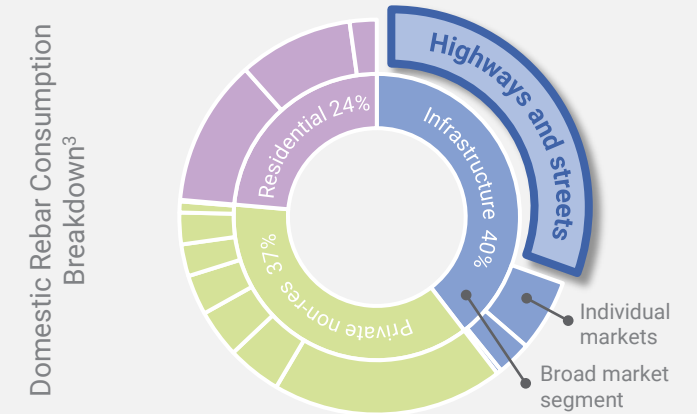 Domestic Rebar Consumption
Breakdown³
Residential 24%
Infrastructure 40%
Highways and streets
Private non-res 37%
Individual
markets
Broad market
segment